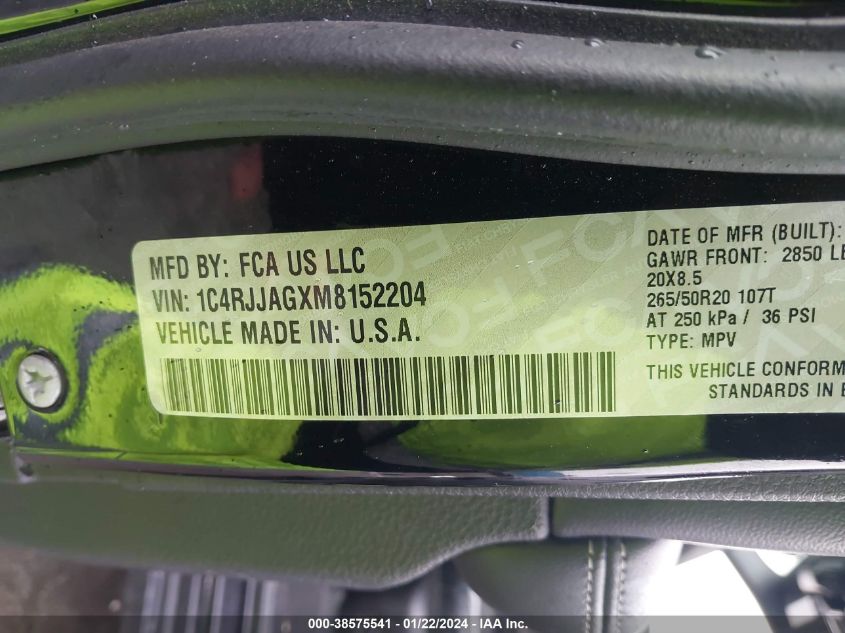 MFD BY: FCA US LLC
VIN: 1C4RJJAGXM8152204
VEHICLE MADE IN: U.S.A.
DATE OF MFR (BUILT):
GAWR FRONT: 2850 LB
20X8.5
265/50R20 107T
AT 250 kPa / 36 PSI
TYPE: MPV
THIS VEHICLE CONFORM
STANDARDS IN E
000-38575541 / 01/22/2024 - IAA Inc.